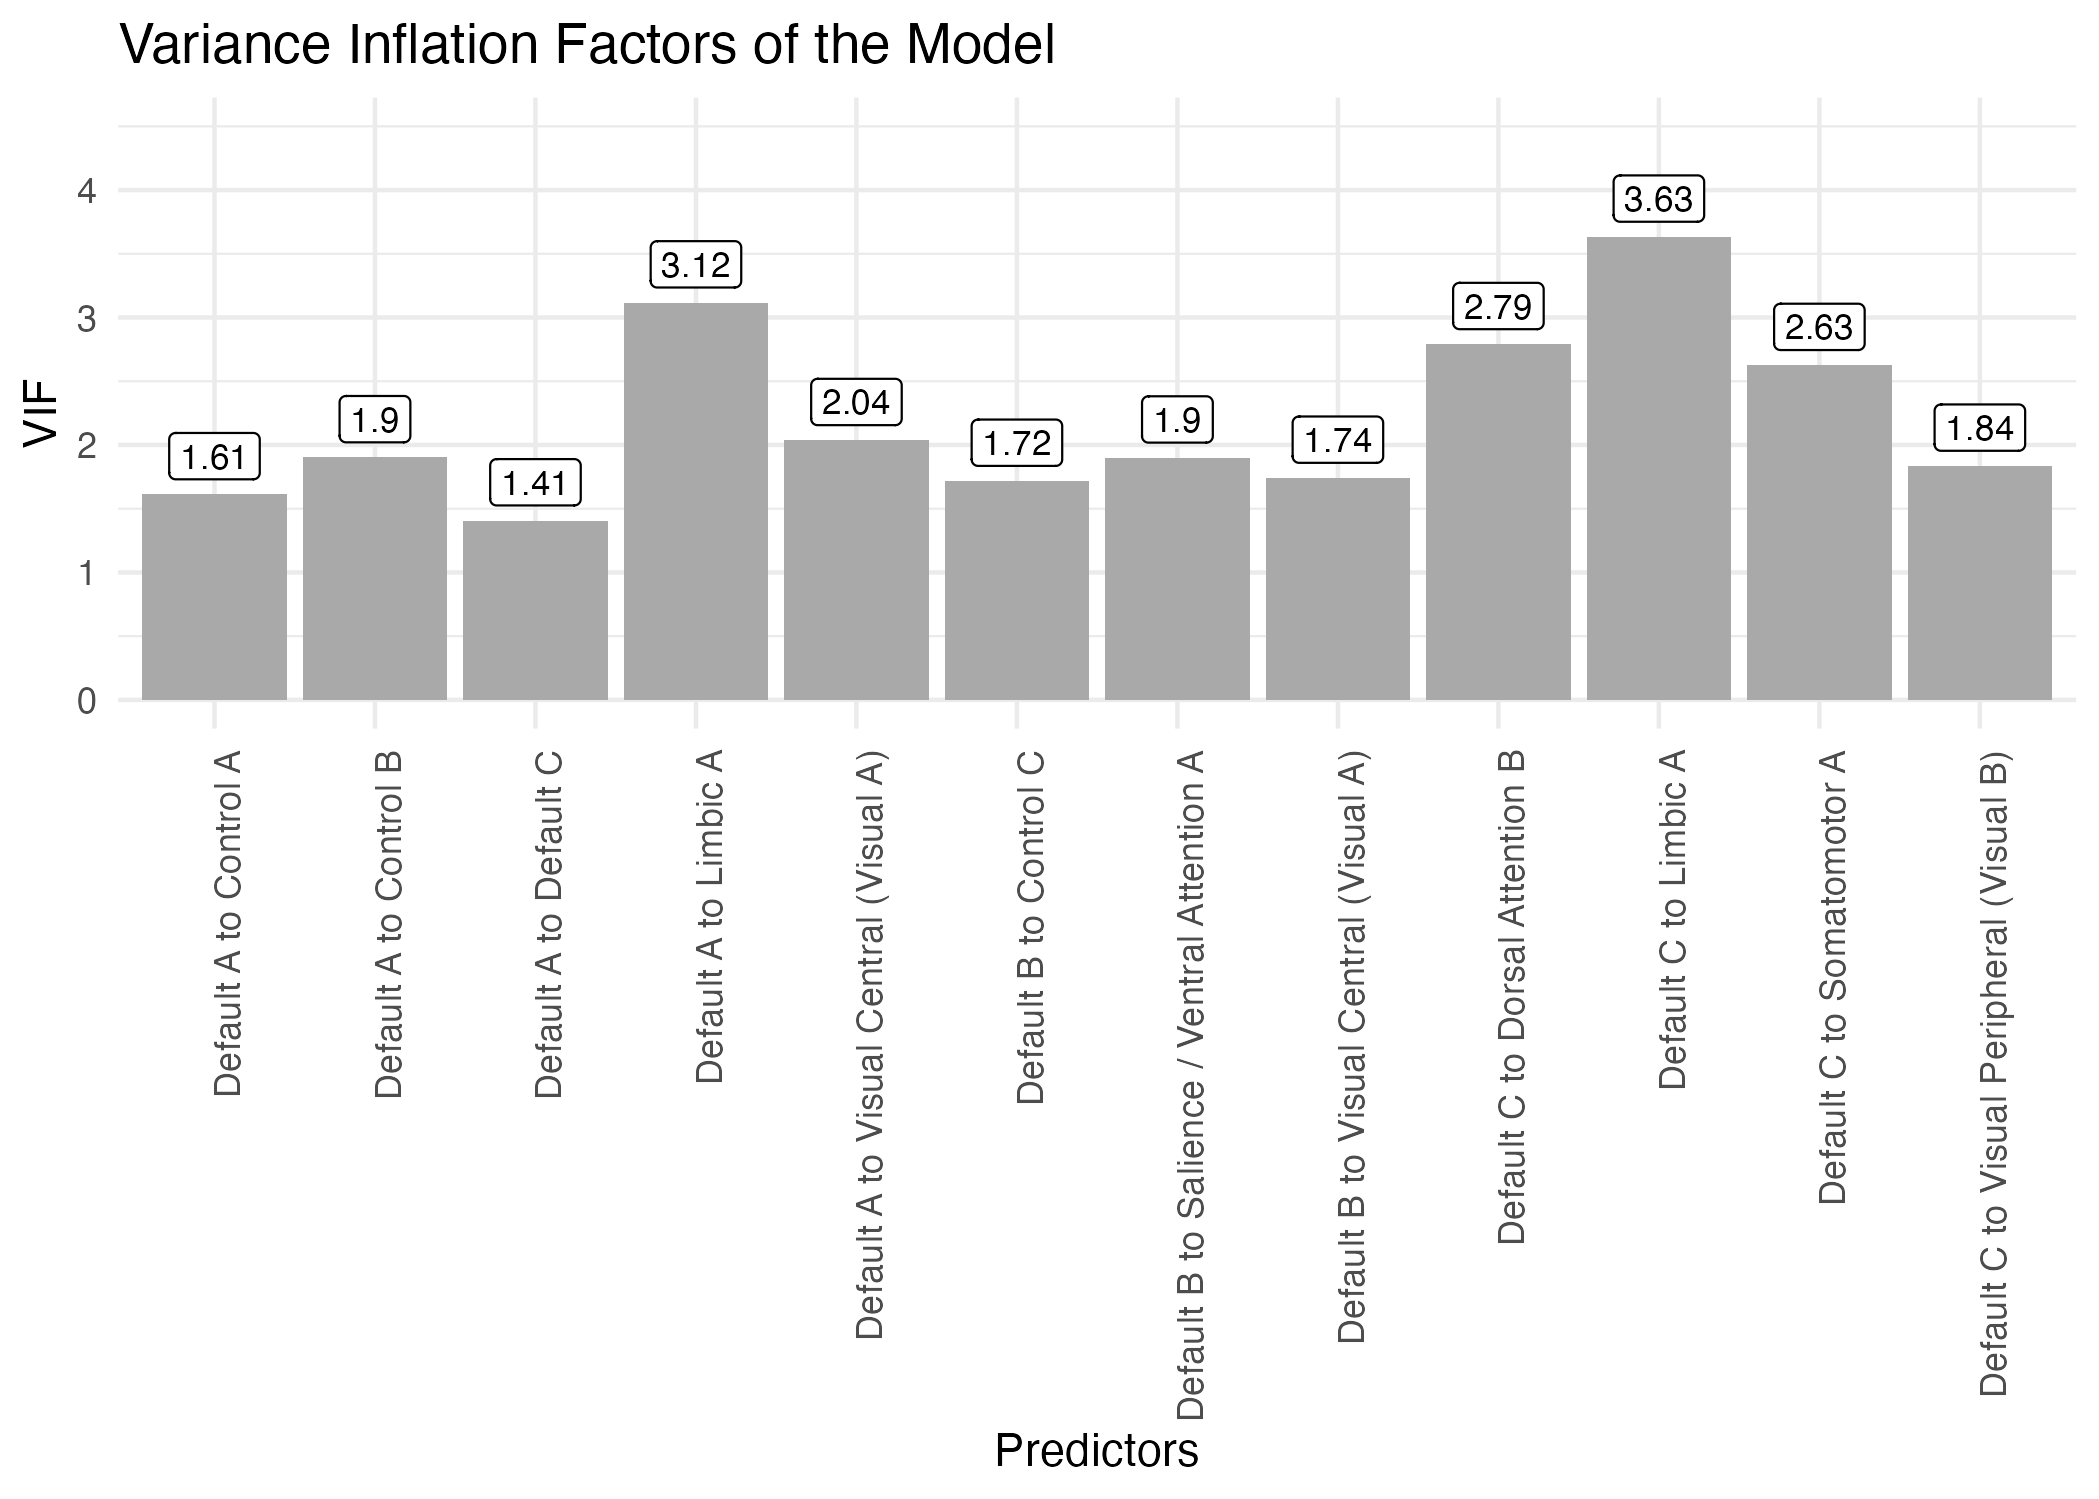 Variance Inflation Factors of the Model
VIF
4
3
2
1
0
1.61
1.9
1.41
3.12
2.04
1.72
1.9
1.74
2.79
3.63
2.63
1.84
Default A to Control A
Default A to Control B
Default A to Default C
Default A to Limbic A
Default A to Visual Central (Visual A)
Default B to Control C
Default B to Salience / Ventral Attention A
Default B to Visual Central (Visual A)
Default C to Dorsal Attention B
Default C to Limbic A
Default C to Somatomotor A
Default C to Visual Peripheral (Visual B)
Predictors